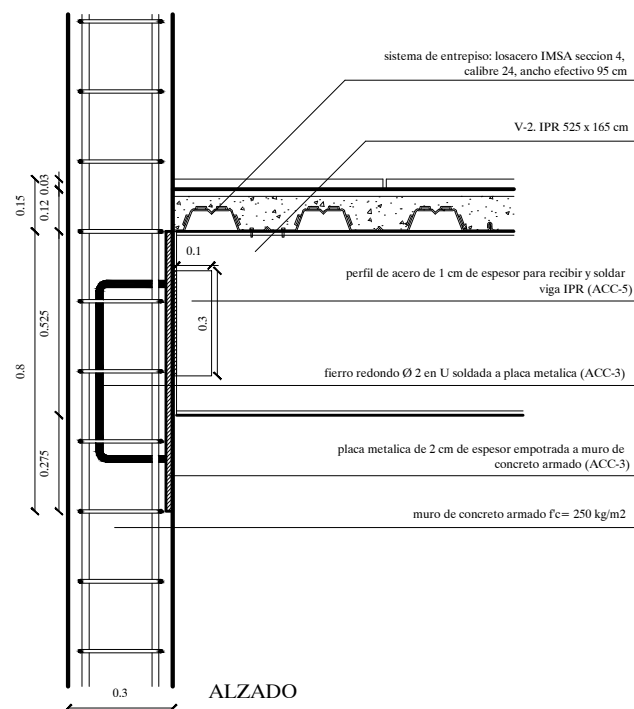 sistema de entrepiso: losacero IMSA seccion 4,
calibre 24, ancho efectivo 95 cm
V-2. IPR 525 x 165 cm
0.03
0.15
0.12
0.1
perfil de acero de 1 cm de espesor para recibir y soldar
viga IPR (ACC-5)
0.3
0.525
0.8
fierro redondo Ø 2 en U soldada a placa metalica (ACC-3)
placa metalica de 2 cm de espesor empotrada a muro de
concreto armado (ACC-3)
0.275
muro de concreto armado f'c= 250 kg/m2
0.3
ALZADO